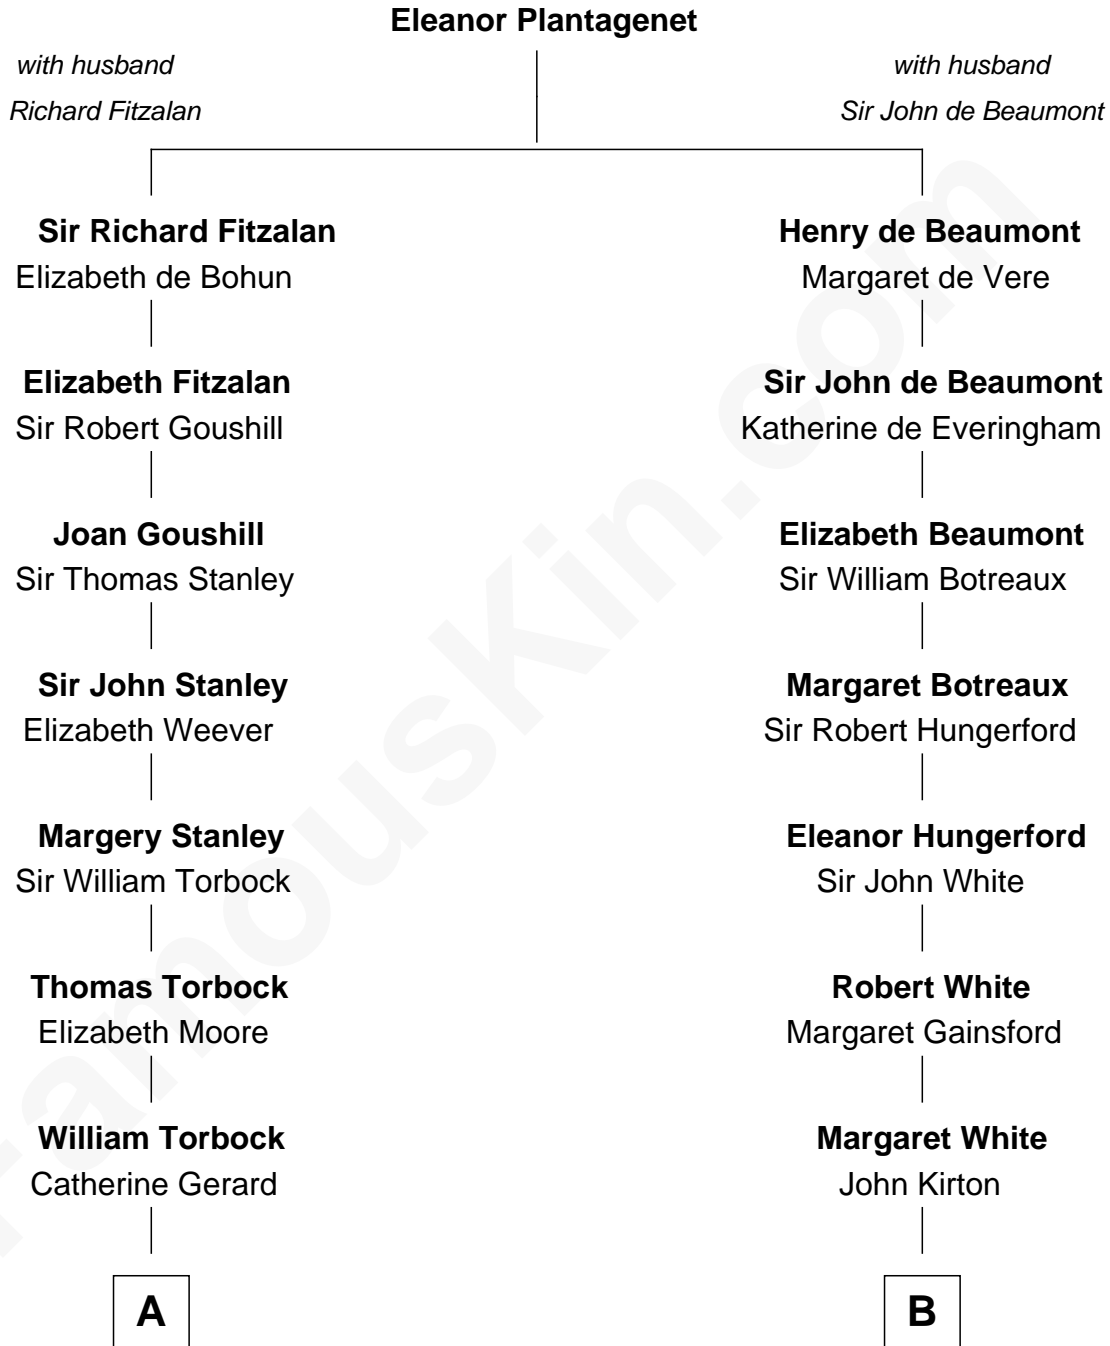 Eleanor Plantagenet
with husband
Richard Fitzalan
with husband
Sir John de Beaumont
Sir Richard Fitzalan
Elizabeth de Bohun
Elizabeth Fitzalan
Sir Robert Goushill
Joan Goushill
Sir Thomas Stanley
Sir John Stanley
Elizabeth Weever
Margery Stanley
Sir William Torbock
Thomas Torbock
Elizabeth Moore
William Torbock
Catherine Gerard
A
Henry de Beaumont
Margaret de Vere
Sir John de Beaumont
Katherine de Everingham
Elizabeth Beaumont
Sir William Botreaux
Margaret Botreaux
Sir Robert Hungerford
Eleanor Hungerford
Sir John White
Robert White
Margaret Gainsford
Margaret White
John Kirton
B
FamousKin.com